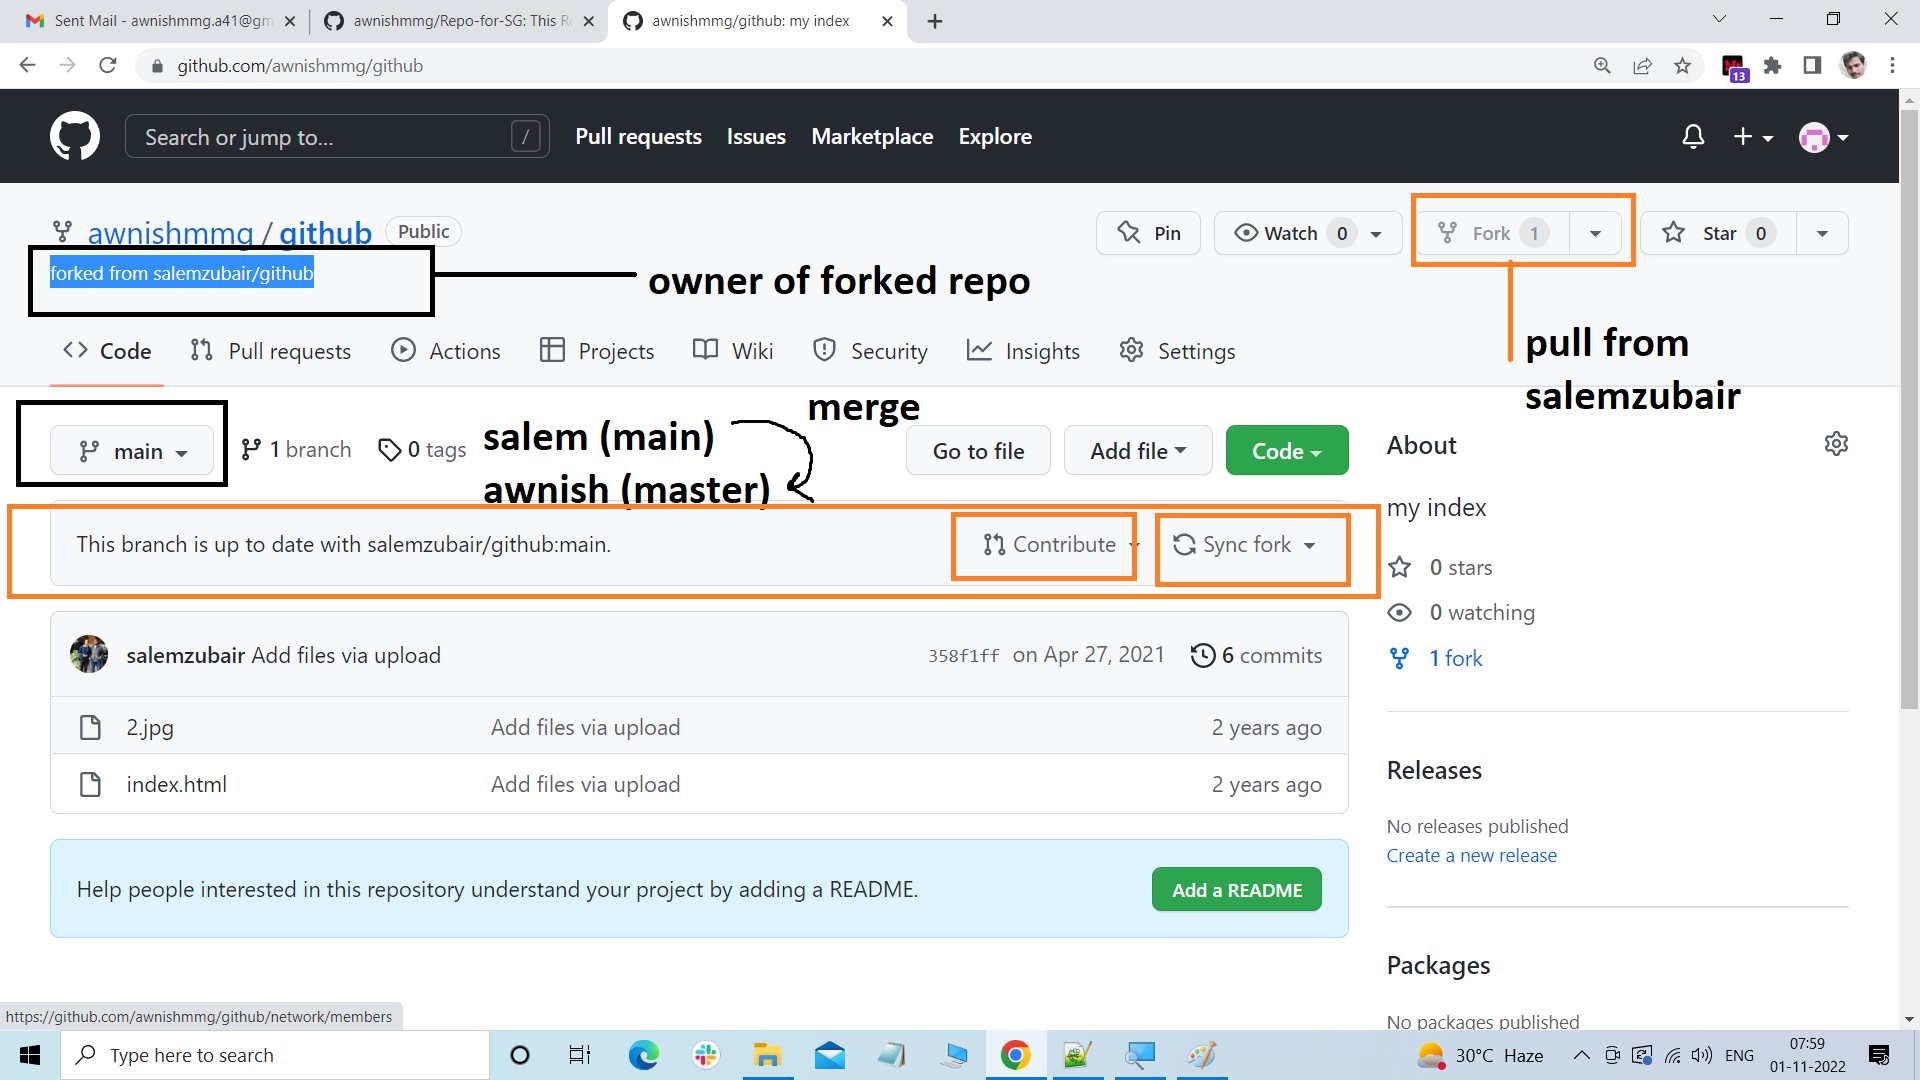 Sent Mail - awnishmmg.a41@gm
awnishmmg/Repo-for-SG: This Re
awnishmmg/github: my index
github.com/awnishmmg/github
13
Search or jump to...
/
Pull requests
Issues
Marketplace
Explore
awnishmmg / github
Public
Pin
Watch 0
Fork 1
Star 0
forked from salemzubair/github
owner of forked repo
pull from
salemzubair
Code
Pull requests
Actions
Projects
Wiki
Security
Insights
Settings
merge
salem (main)
awnish (master)
main
1 branch
0 tags
Go to file
Add file
Code
About
my index
This branch is up to date with salemzubair/github:main.
Contribute
Sync fork
0 stars
0 watching
1 fork
salemzubair Add files via upload
358f1ff on Apr 27, 2021
6 commits
2.jpg
Add files via upload
2 years ago
index.html
Add files via upload
2 years ago
Releases
No releases published
Create a new release
Help people interested in this repository understand your project by adding a README.
Add a README
Packages
No packages published
https://github.com/awnishmmg/github/network/members
Type here to search
30°C Haze
ENG
07:59
01-11-2022